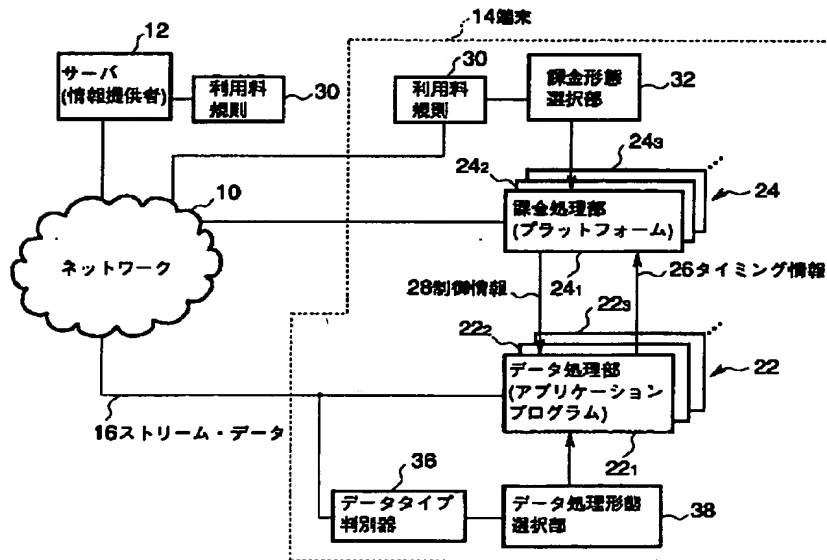 14端末
12
サーバ
(情報提供者)
利用料
規則
30
30
利用料
規則
課金形態
選択部
32
10
ネットワーク
24₃
24₂
24
課金処理部
(プラットフォーム)
24₁
28制御情報
26タイミング情報
22₃
22₂
22
データ処理部
(アプリケーション
プログラム)
22₁
16ストリーム・データ
36
データタイプ
判別器
データ処理形態
選択部
38